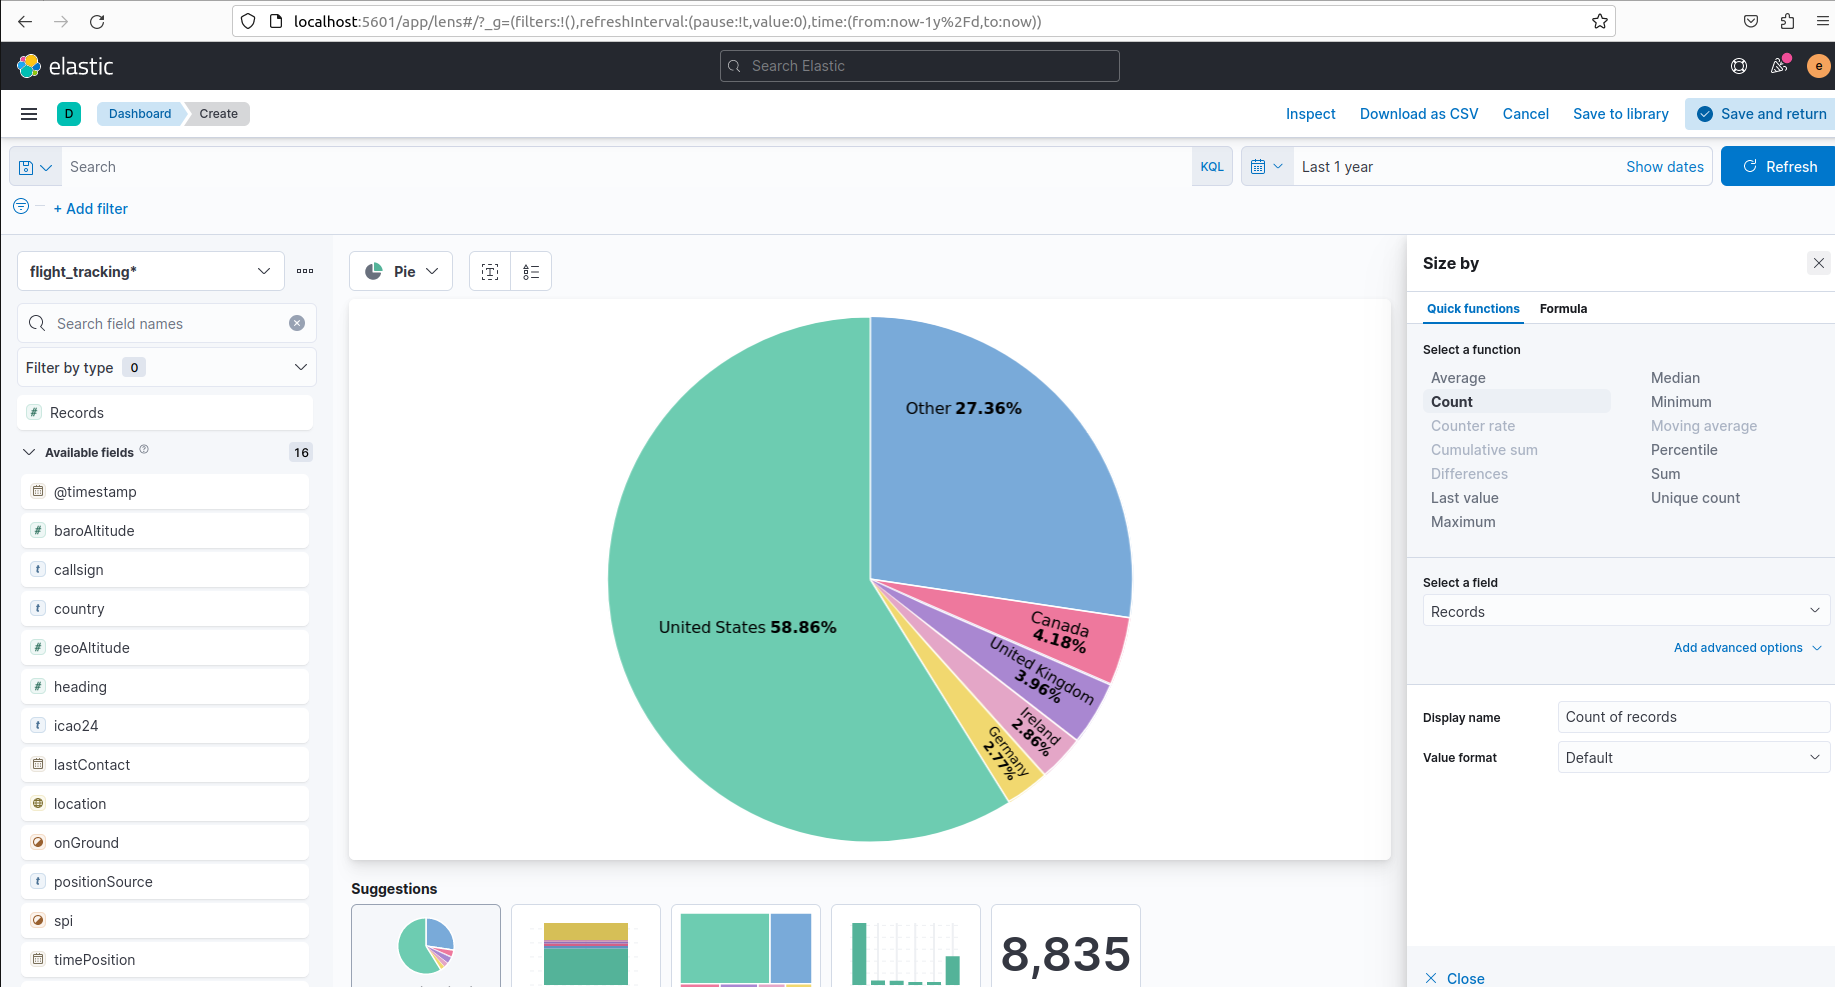 localhost:5601/app/lens#/?_g=(filters:!(),refreshInterval:(pause:!t,value:0),time:(from:now-1y%2Fd,to:now))
elastic
Search Elastic
e
D
Dashboard
Create
Inspect
Download as CSV
Cancel
Save to library
Save and return
Search
KQL
Last 1 year
Show dates
Refresh
+ Add filter
flight_tracking*
Search field names
Filter by type 0
# Records
Available fields ?
16
@timestamp
# baroAltitude
t callsign
t country
# geoAltitude
# heading
t icao24
lastContact
location
onGround
t positionSource
spi
timePosition
Pie
T
Other 27.36%
Canada
4.18%
United Kingdom
3.96%
Ireland
2.86%
Germany
2.77%
United States 58.86%
Suggestions
8,835
Size by
Quick functions
Formula
Select a function
Average
Median
Count
Minimum
Counter rate
Moving average
Cumulative sum
Percentile
Differences
Sum
Last value
Unique count
Maximum
Select a field
Records
Add advanced options
Display name
Count of records
Value format
Default
Close